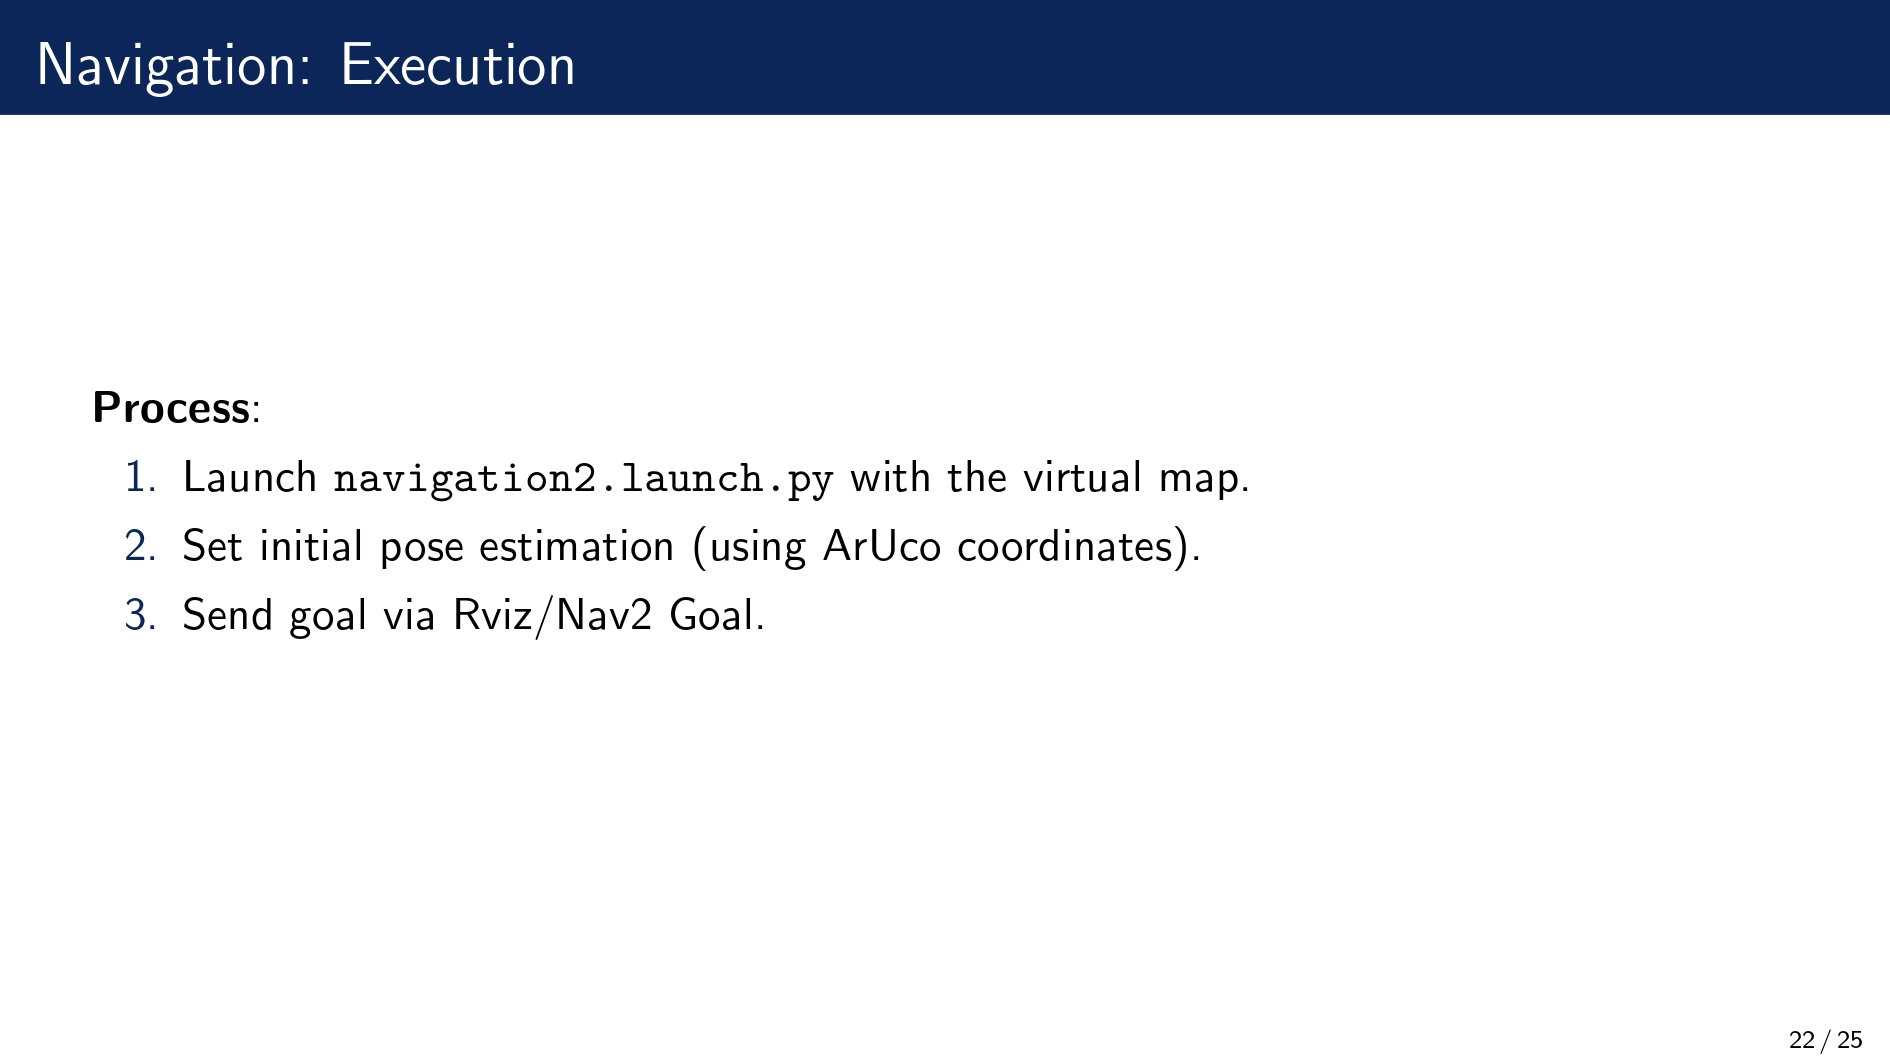 Navigation: Execution
Process:
1. Launch navigation2.launch.py with the virtual map.
2. Set initial pose estimation (using ArUco coordinates).
3. Send goal via Rviz/Nav2 Goal.
22 / 25